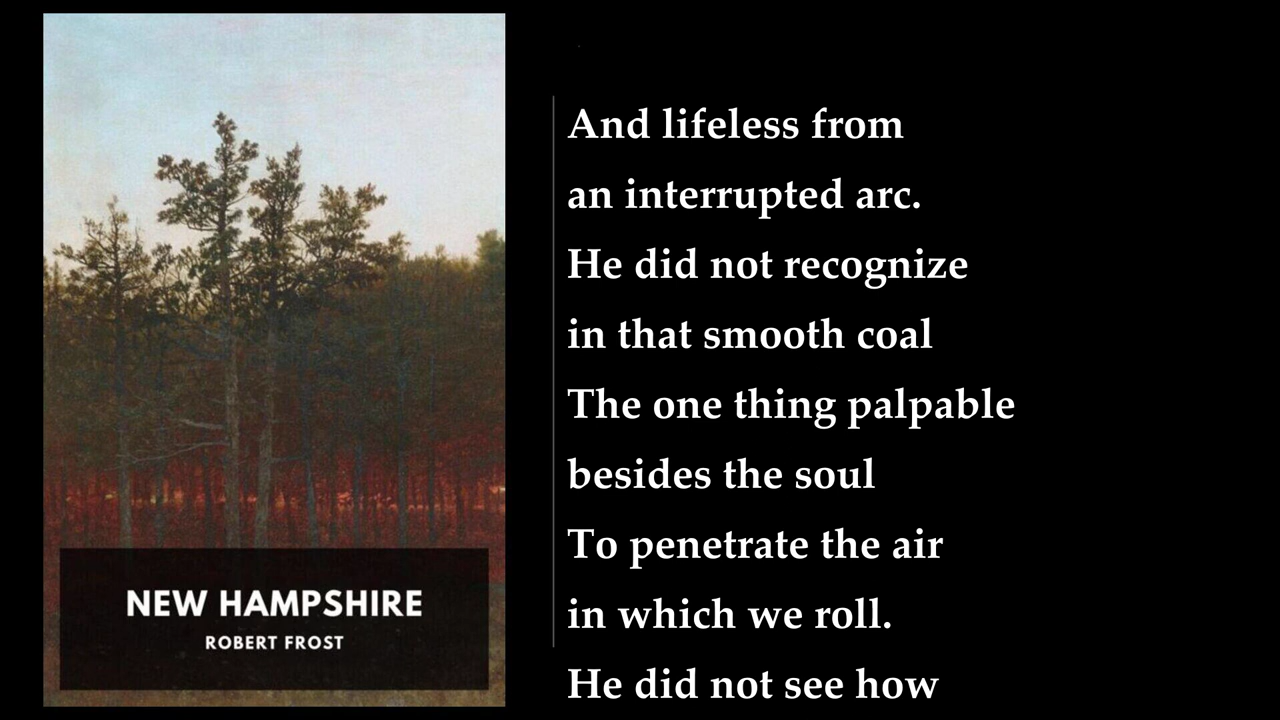 NEW HAMPSHIRE
ROBERT FROST
And lifeless from
an interrupted arc.
He did not recognize
in that smooth coal
The one thing palpable
besides the soul
To penetrate the air
in which we roll.
He did not see how